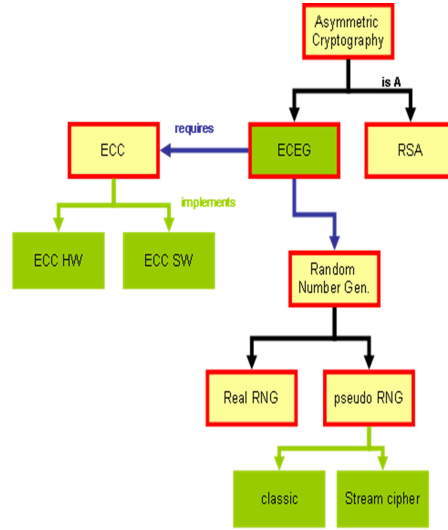 Asymmetric
Cryptography
is A
requires
ECC
ECEG
RSA
implements
ECC HW
ECC SW
Random
Number Gen.
Real RNG
pseudo RNG
classic
Stream cipher